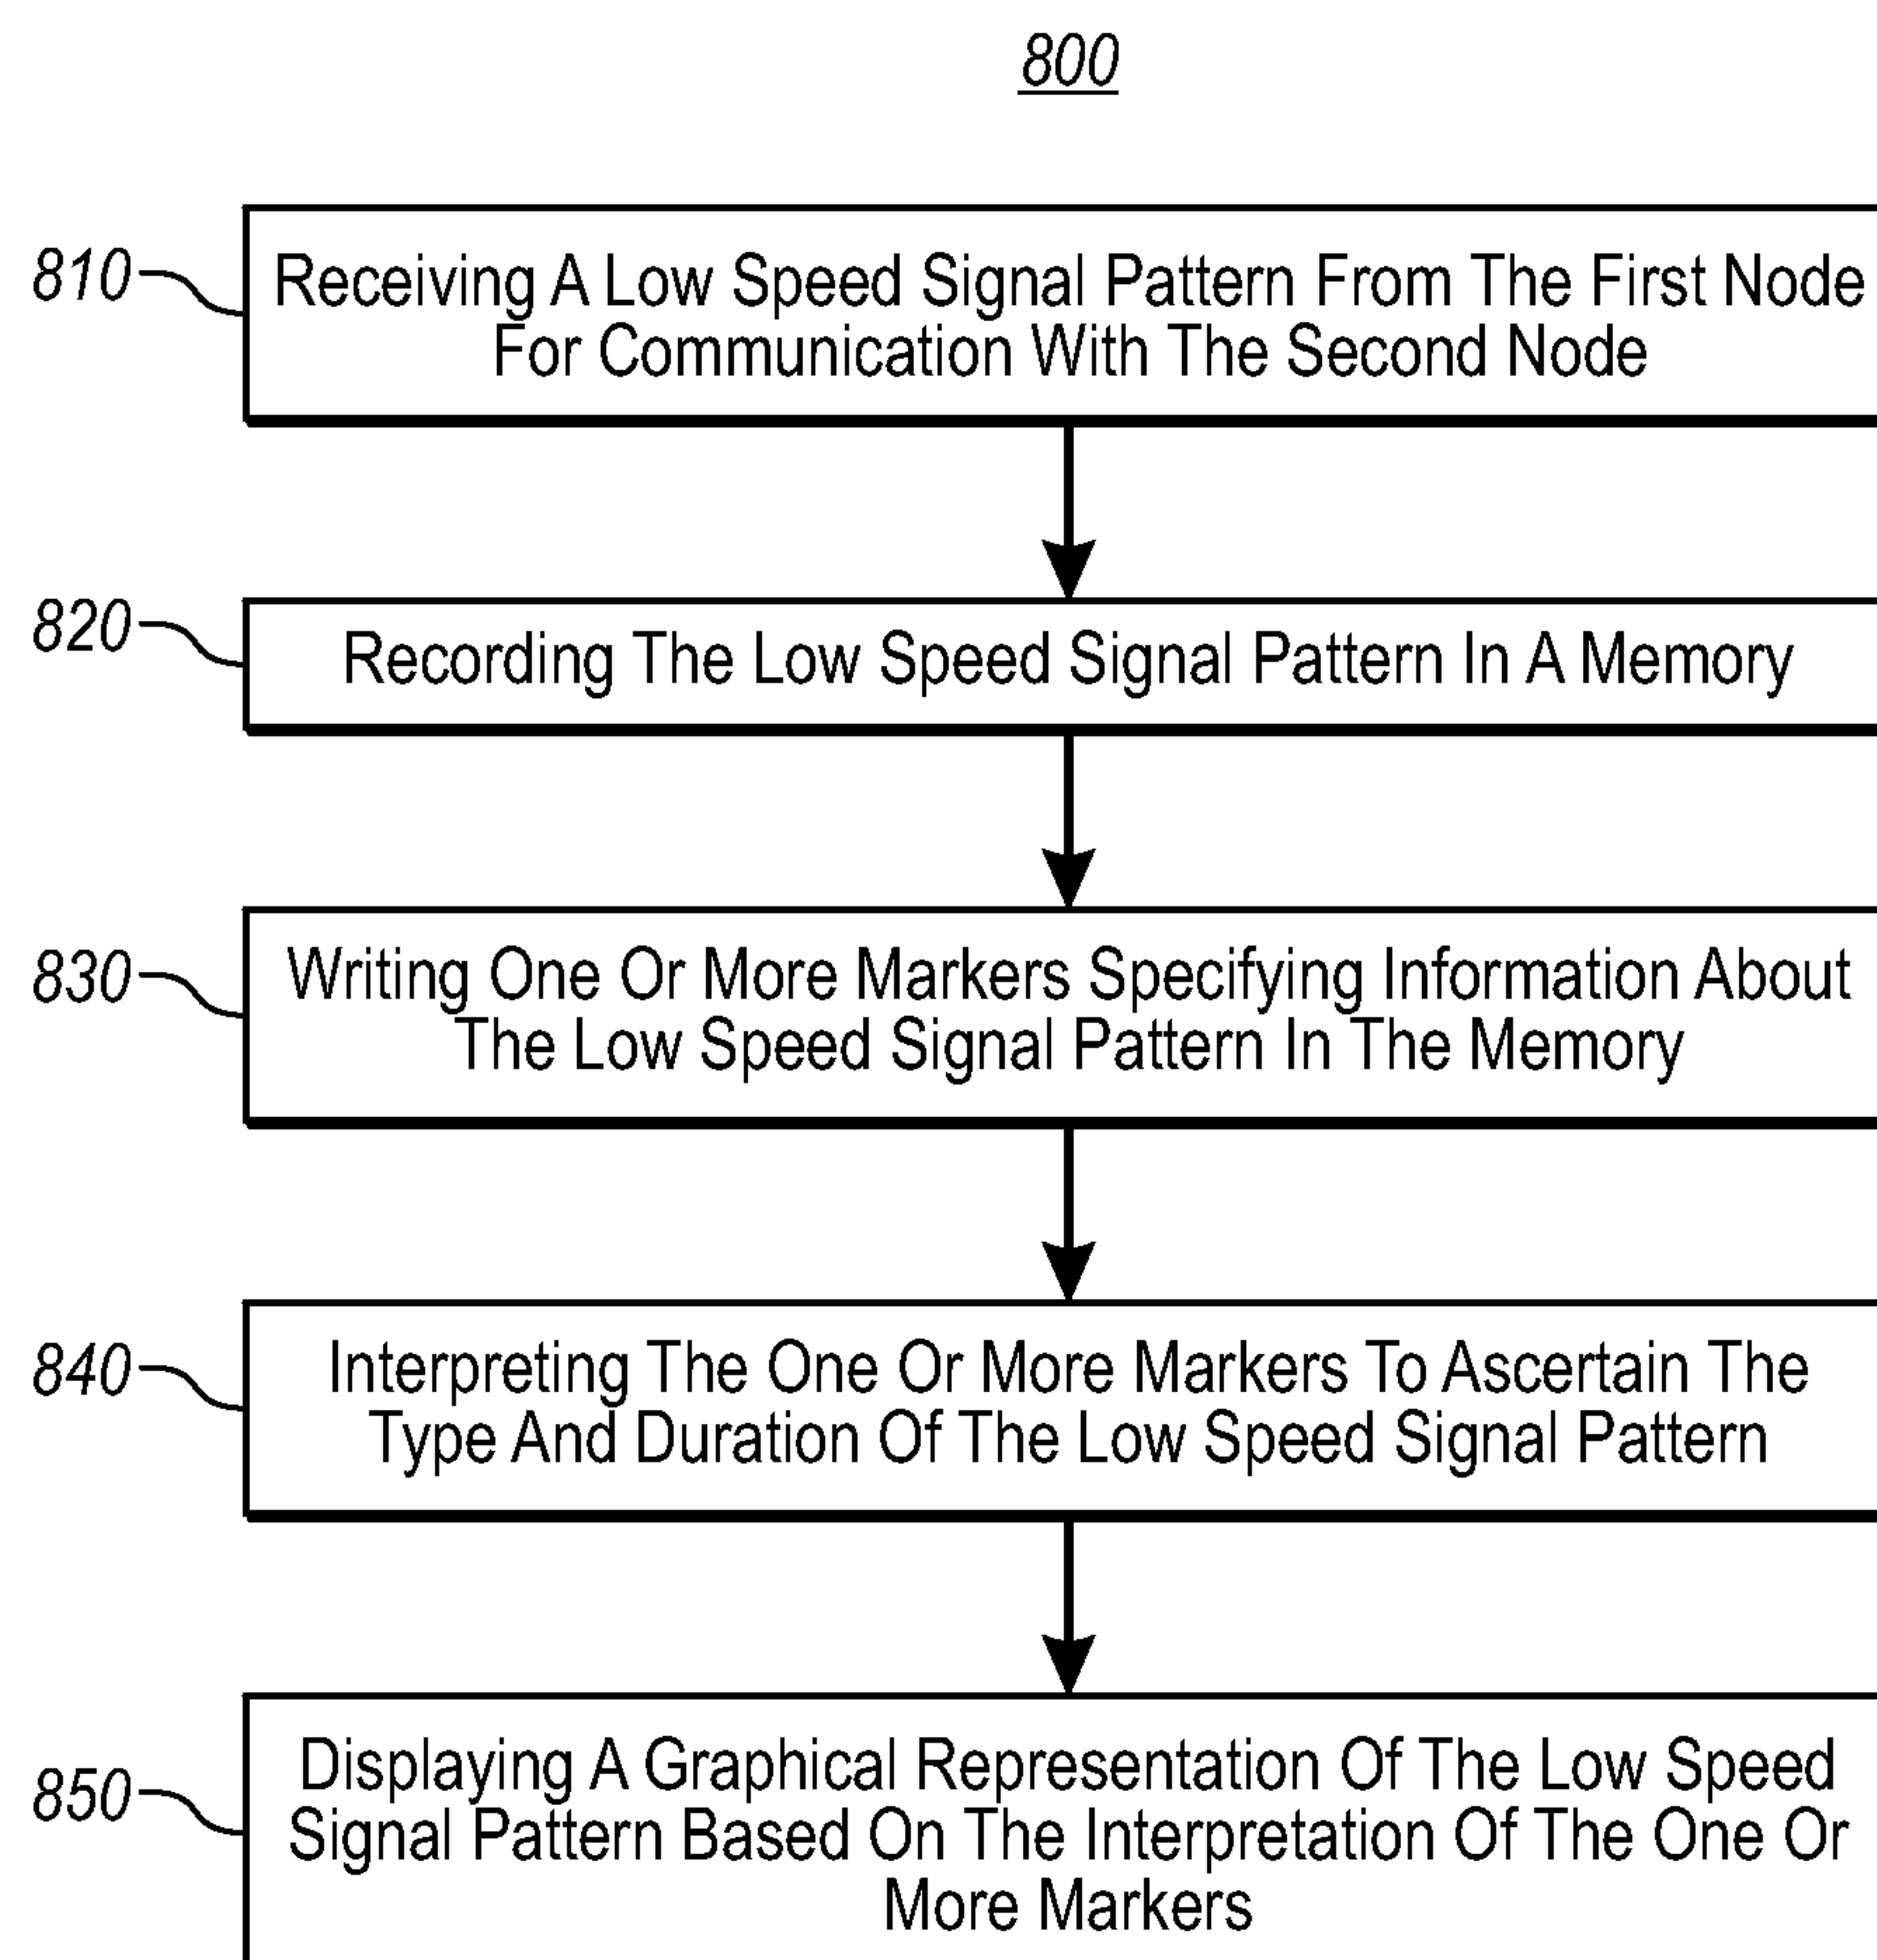 800
810
Receiving A Low Speed Signal Pattern From The First Node
For Communication With The Second Node
820
Recording The Low Speed Signal Pattern In A Memory
830
Writing One Or More Markers Specifying Information About
The Low Speed Signal Pattern In The Memory
840
Interpreting The One Or More Markers To Ascertain The
Type And Duration Of The Low Speed Signal Pattern
850
Displaying A Graphical Representation Of The Low Speed
Signal Pattern Based On The Interpretation Of The One Or
More Markers